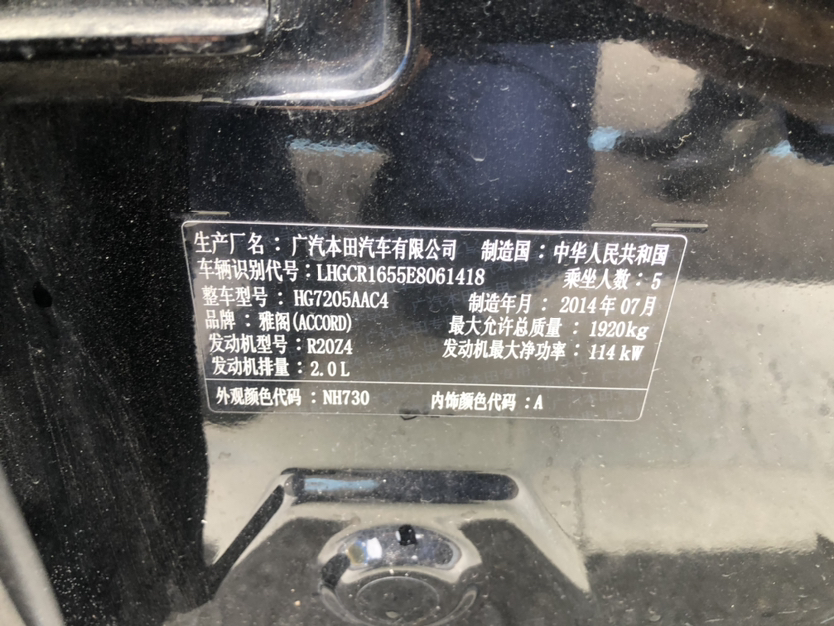 生产厂名：广汽本田汽车有限公司 制造国：中华人民共和国
车辆识别代号：LHGCR1655E8061418 乘坐人数：5
整车型号：HG7205AAC4 制造年月：2014年07月
品牌：雅阁(ACCORD) 最大允许总质量：1920kg
发动机型号：R20Z4 发动机最大净功率：114kW
发动机排量：2.0L
外观颜色代码：NH730 内饰颜色代码：A